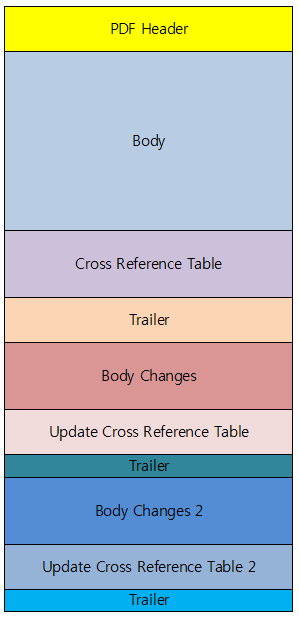 PDF Header
Body
Cross Reference Table
Trailer
Body Changes
Update Cross Reference Table
Trailer
Body Changes 2
Update Cross Reference Table 2
Trailer